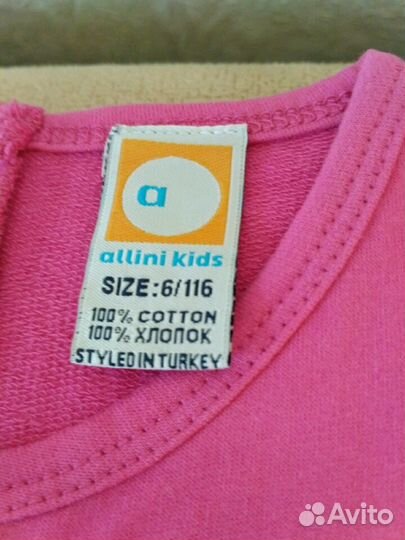 a
allini kids
SIZE:6/116
100% COTTON
100% ХЛОПОК
STYLED IN TURKEY
Avito